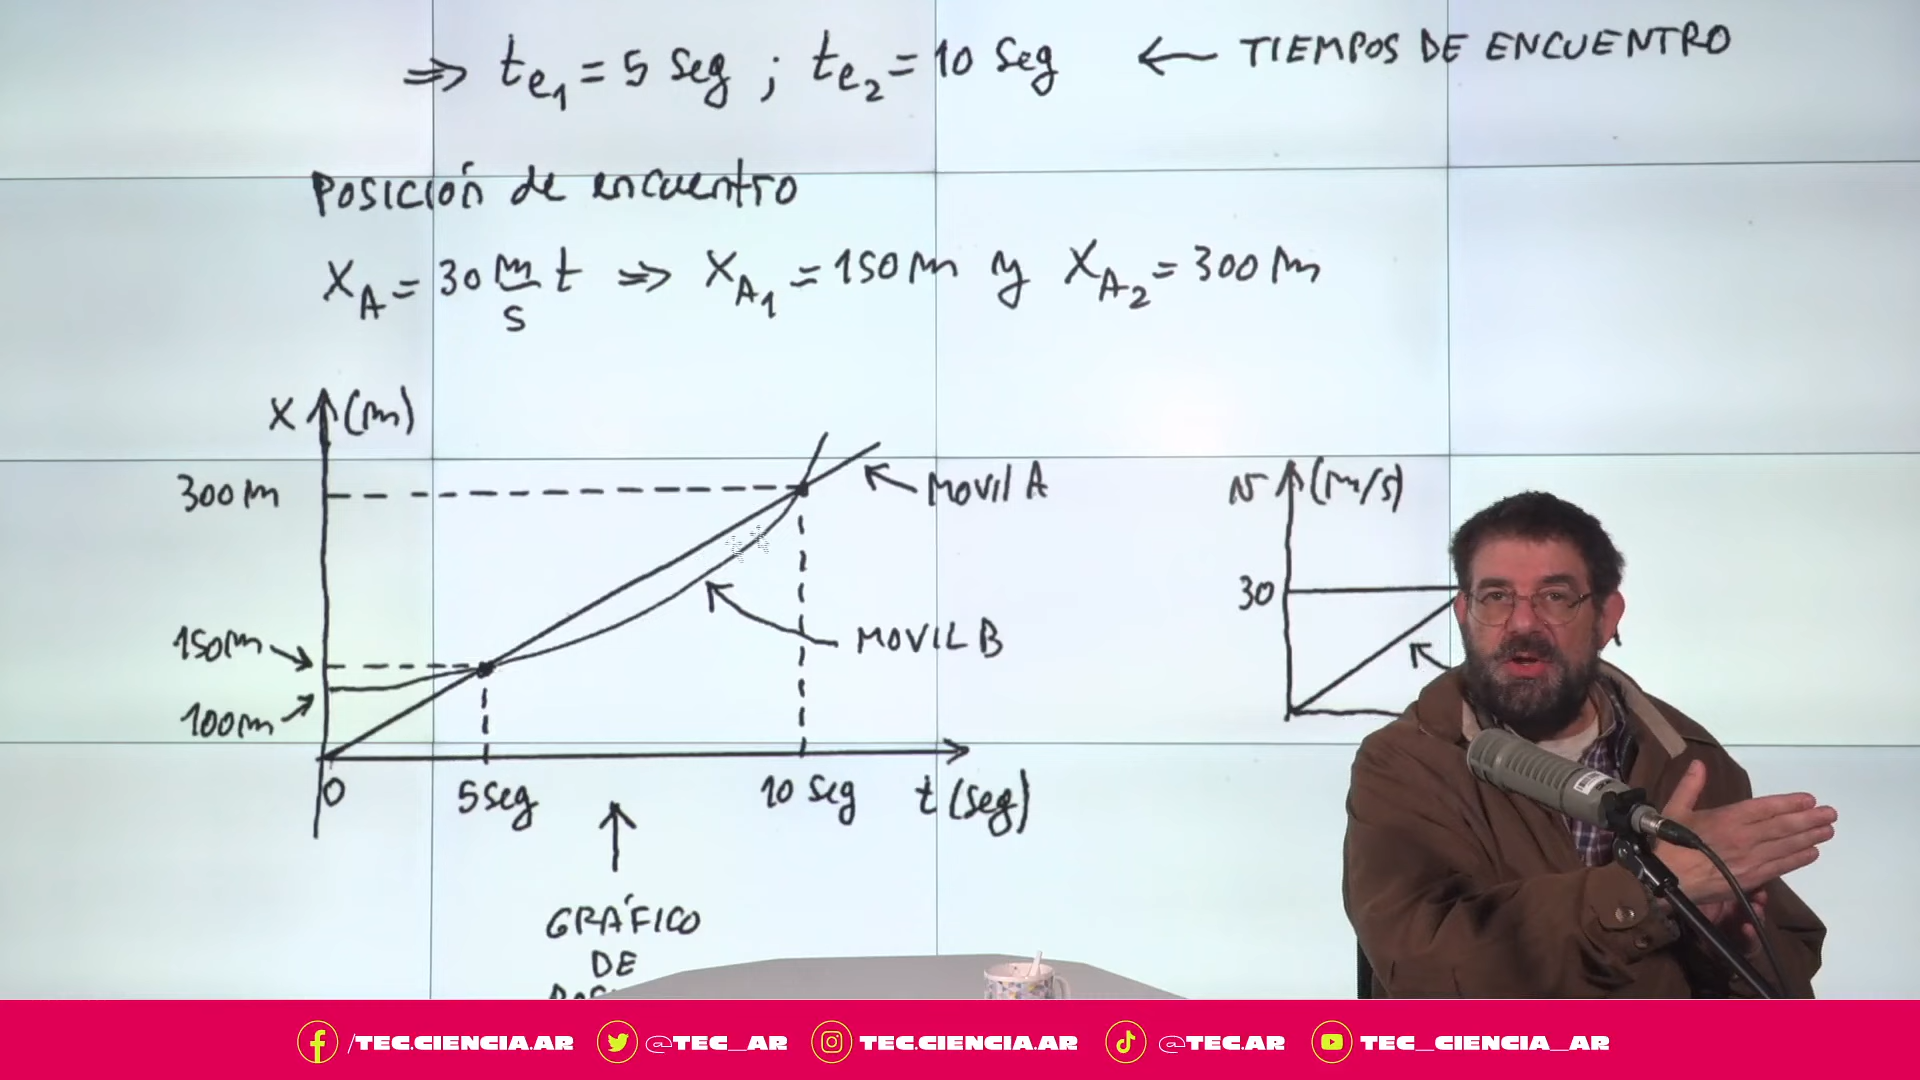 ⇒ te₁ = 5 seg ; te₂ = 10 seg ← TIEMPOS DE ENCUENTRO
Posición de encuentro
XA = 30 m/s t ⇒ XA₁ = 150 m y XA₂ = 300 m
X (m)
300 m
MOVIL A
150 m
MOVIL B
100 m
0
5 seg
10 seg
t (seg)
GRÁFICO
DE
v (m/s)
30
/TEC.CIENCIA.AR
@TEC_AR
TEC.CIENCIA.AR
@TEC.AR
TEC_CIENCIA_AR